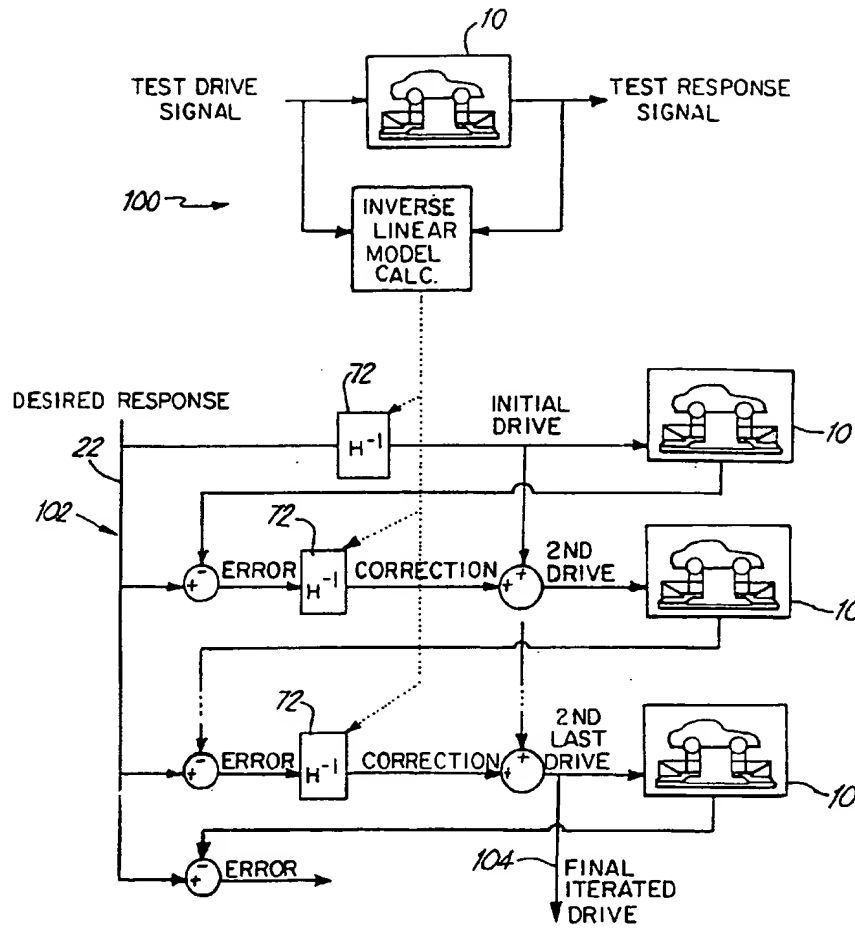 10
TEST DRIVE
SIGNAL
TEST RESPONSE
SIGNAL
100
INVERSE
LINEAR
MODEL
CALC.
DESIRED RESPONSE
72
H-1
INITIAL
DRIVE
10
22
102
72
ERROR
H-1
CORRECTION
2ND
DRIVE
10
72
ERROR
H-1
CORRECTION
2ND
LAST
DRIVE
10
ERROR
104
FINAL
ITERATED
DRIVE